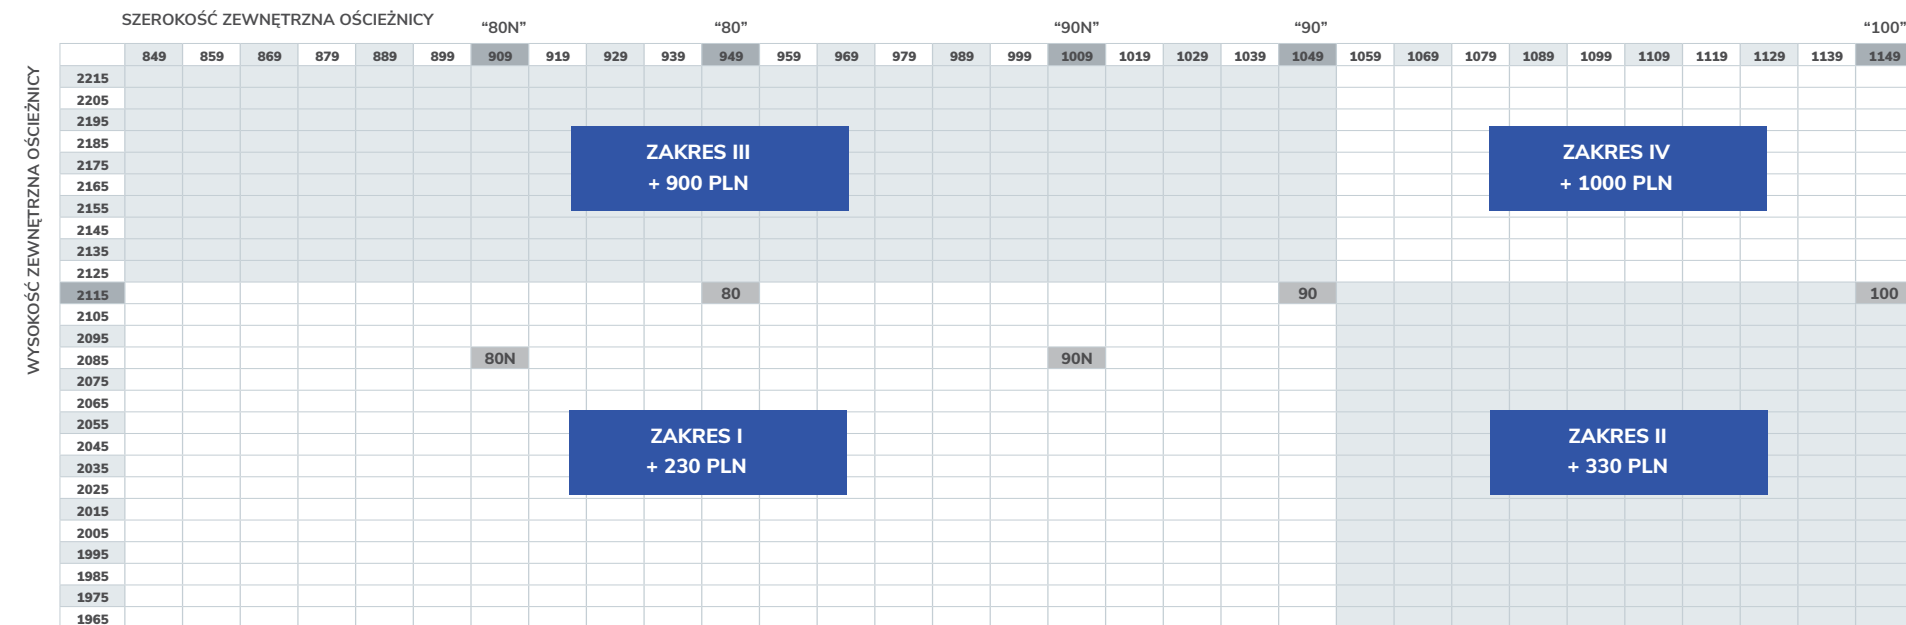 SZEROKOŚĆ ZEWNĘTRZNA OŚCIEŻNICY
“80N” “80” “90N” “90” “100”
849 859 869 879 889 899 909 919 929 939 949 959 969 979 989 999 1009 1019 1029 1039 1049 1059 1069 1079 1089 1099 1109 1119 1129 1139 1149
WYSOKOŚĆ ZEWNĘTRZNA OŚCIEŻNICY
2215
2205
2195
2185
2175
2165
2155
2145
2135
2125
ZAKRES III
+ 900 PLN
ZAKRES IV
+ 1000 PLN
2115 80 90 100
2105
2095
2085 80N 90N
2075
2065
2055
2045
2035
2025
ZAKRES I
+ 230 PLN
ZAKRES II
+ 330 PLN
2015
2005
1995
1985
1975
1965